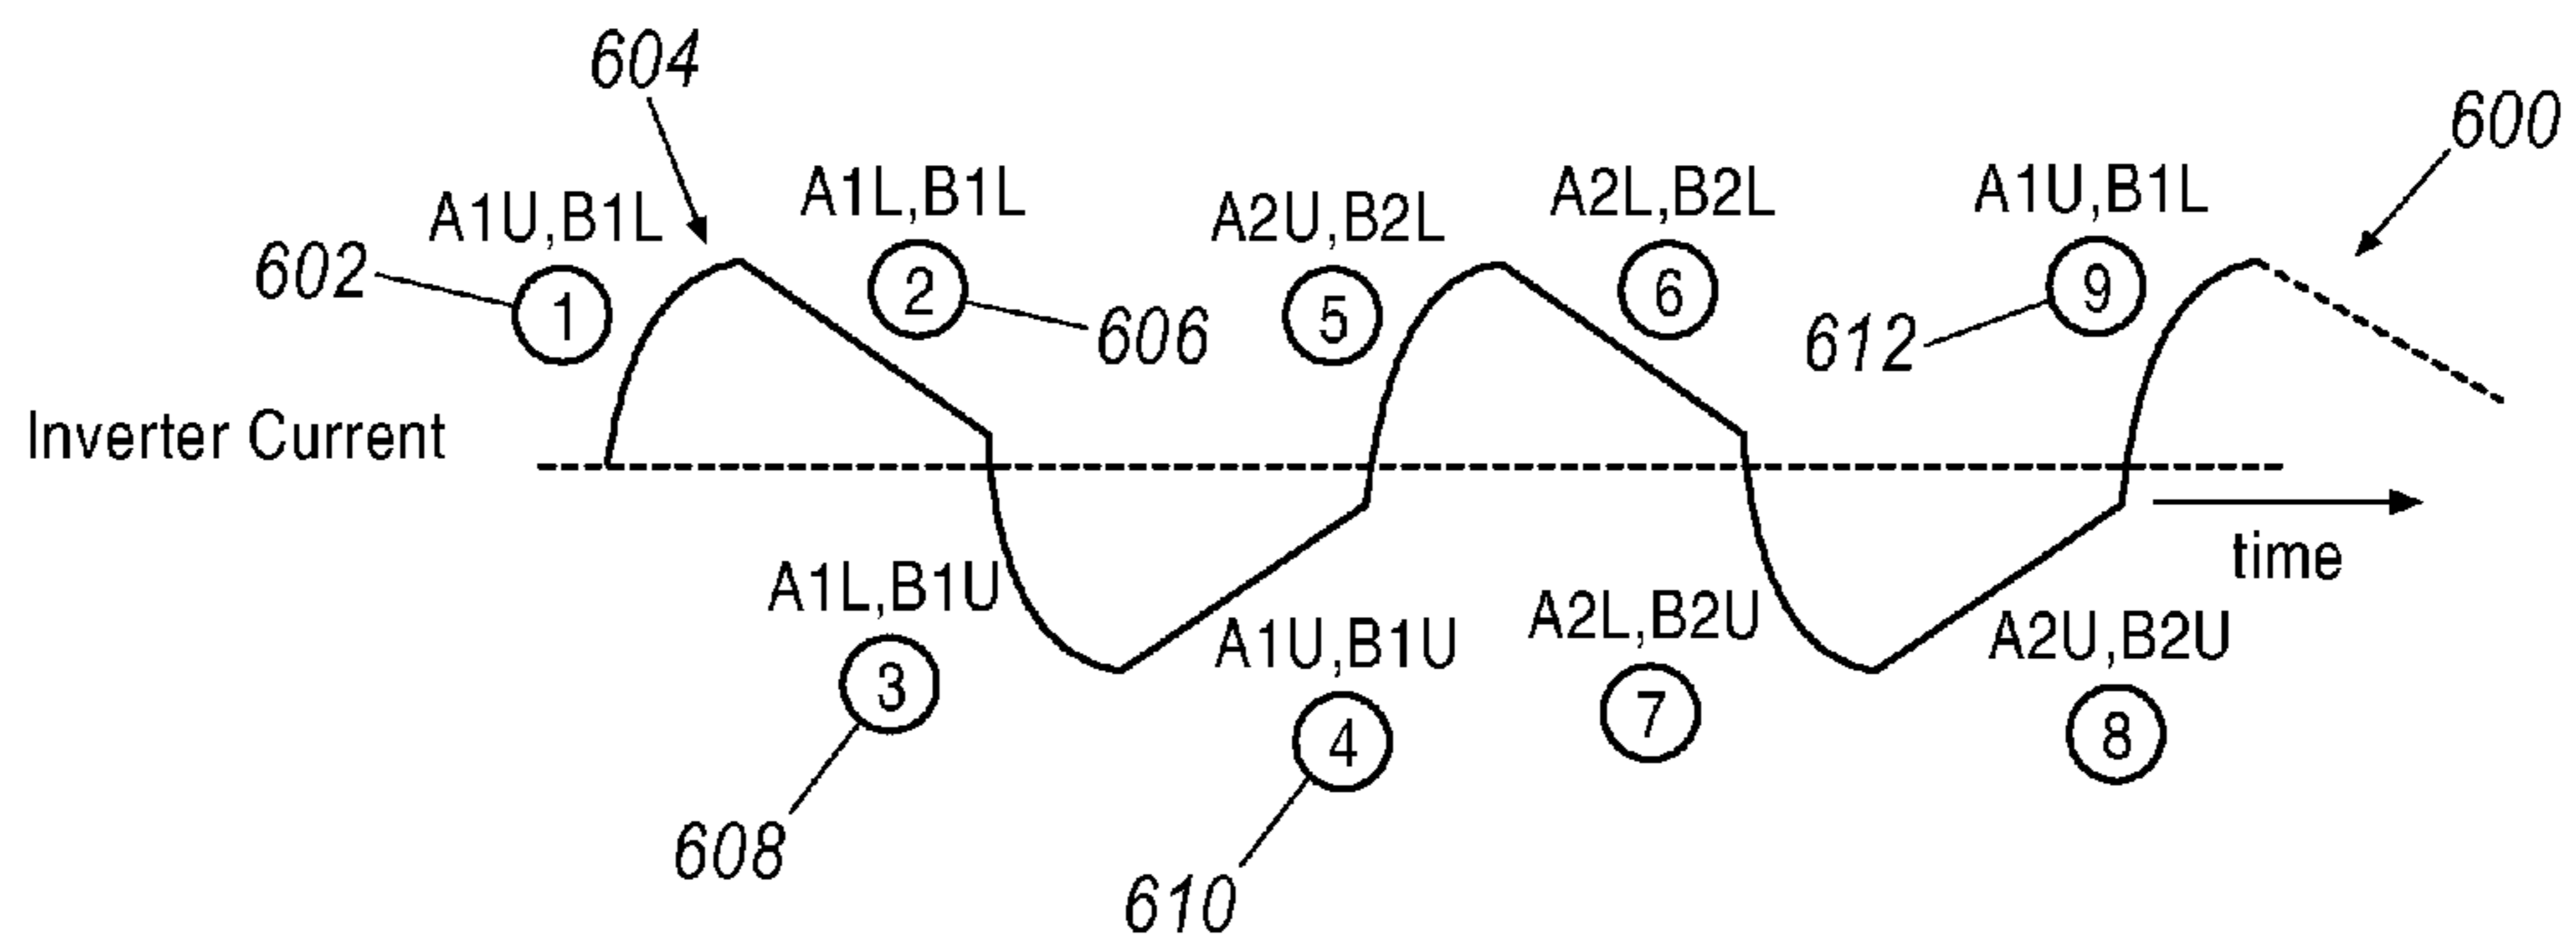 604
600
A1U,B1L
A1L,B1L
A2U,B2L
A2L,B2L
A1U,B1L
602
1
2
606
5
6
612
9
Inverter Current
time
A1L,B1U
3
A1U,B1U
4
A2L,B2U
7
A2U,B2U
8
608
610